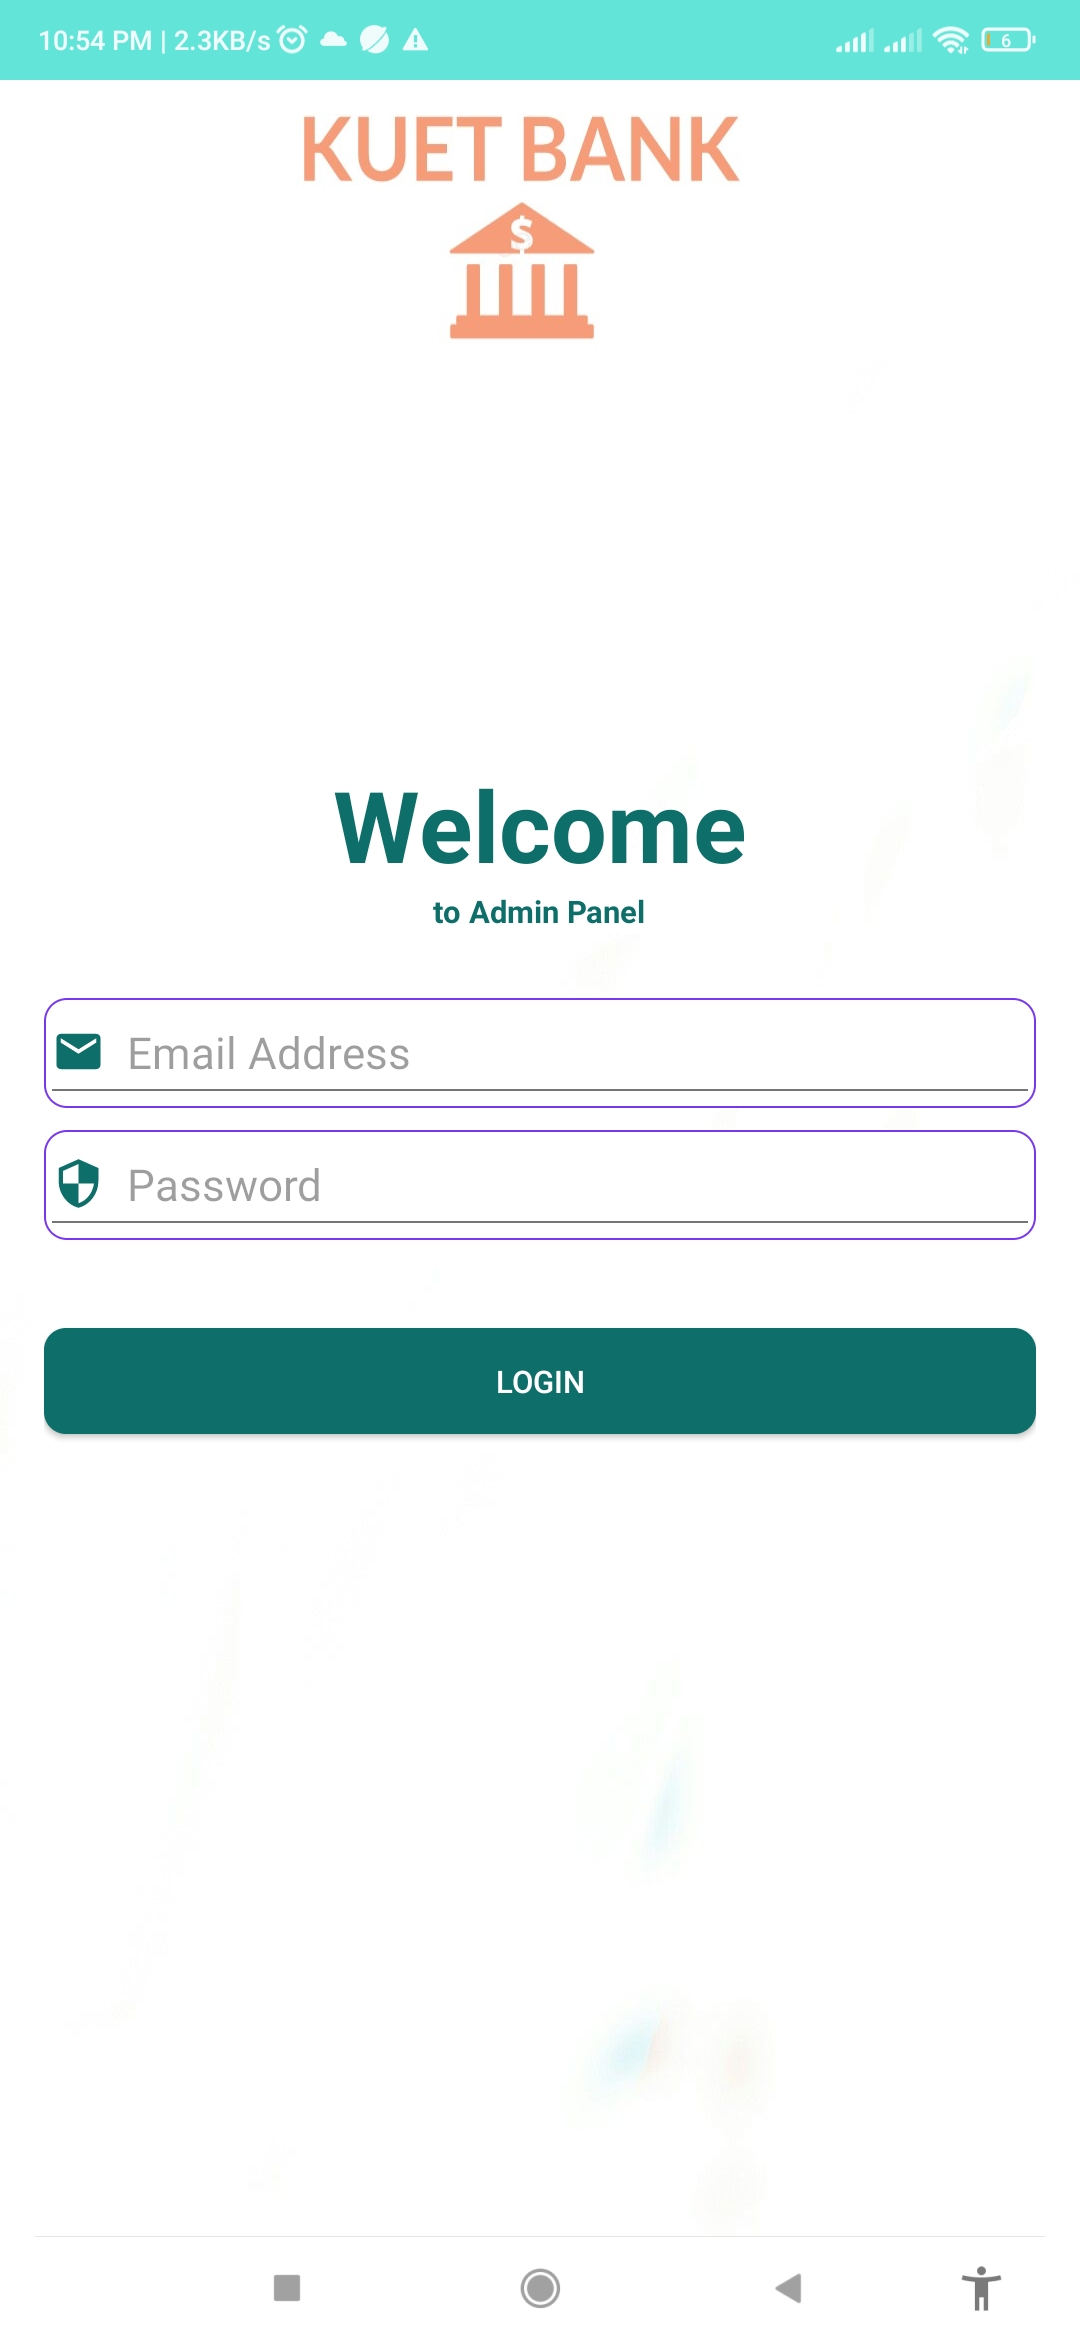 10:54 PM | 2.3KB/s
6
KUET BANK
$
Welcome
to Admin Panel
Email Address
Password
LOGIN